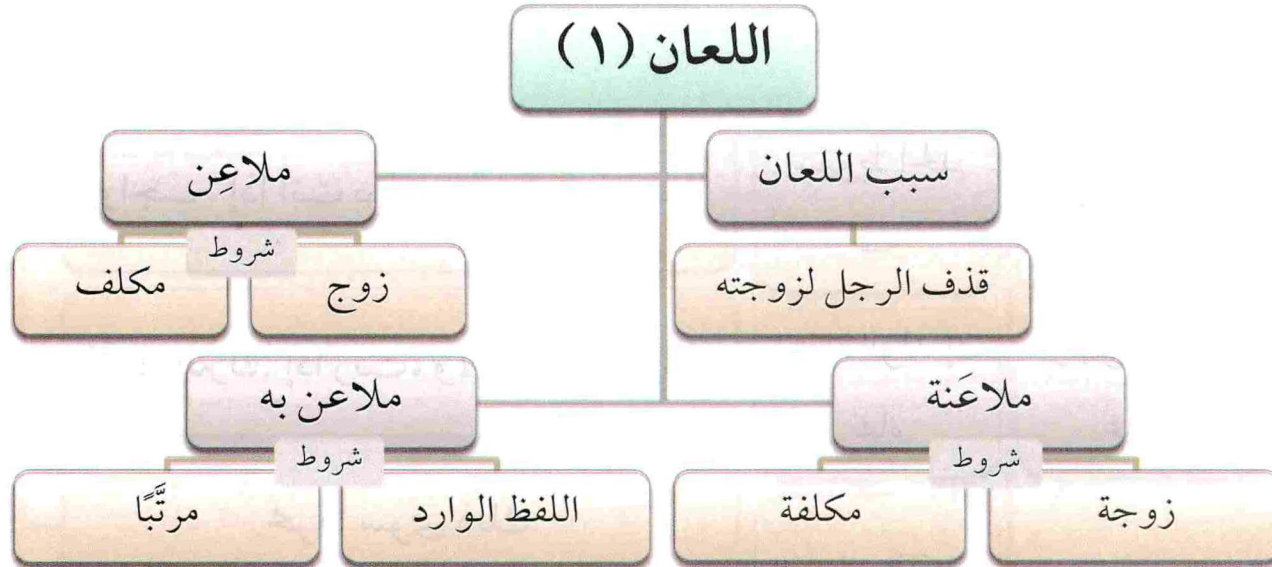 اللعان (١)
سبب اللعان
ملاعِن
شروط
قذف الرجل لزوجته
زوج
مكلف
ملاعَنة
ملاعن به
شروط
شروط
زوجة
مكلفة
اللفظ الوارد
مرتَّبًا